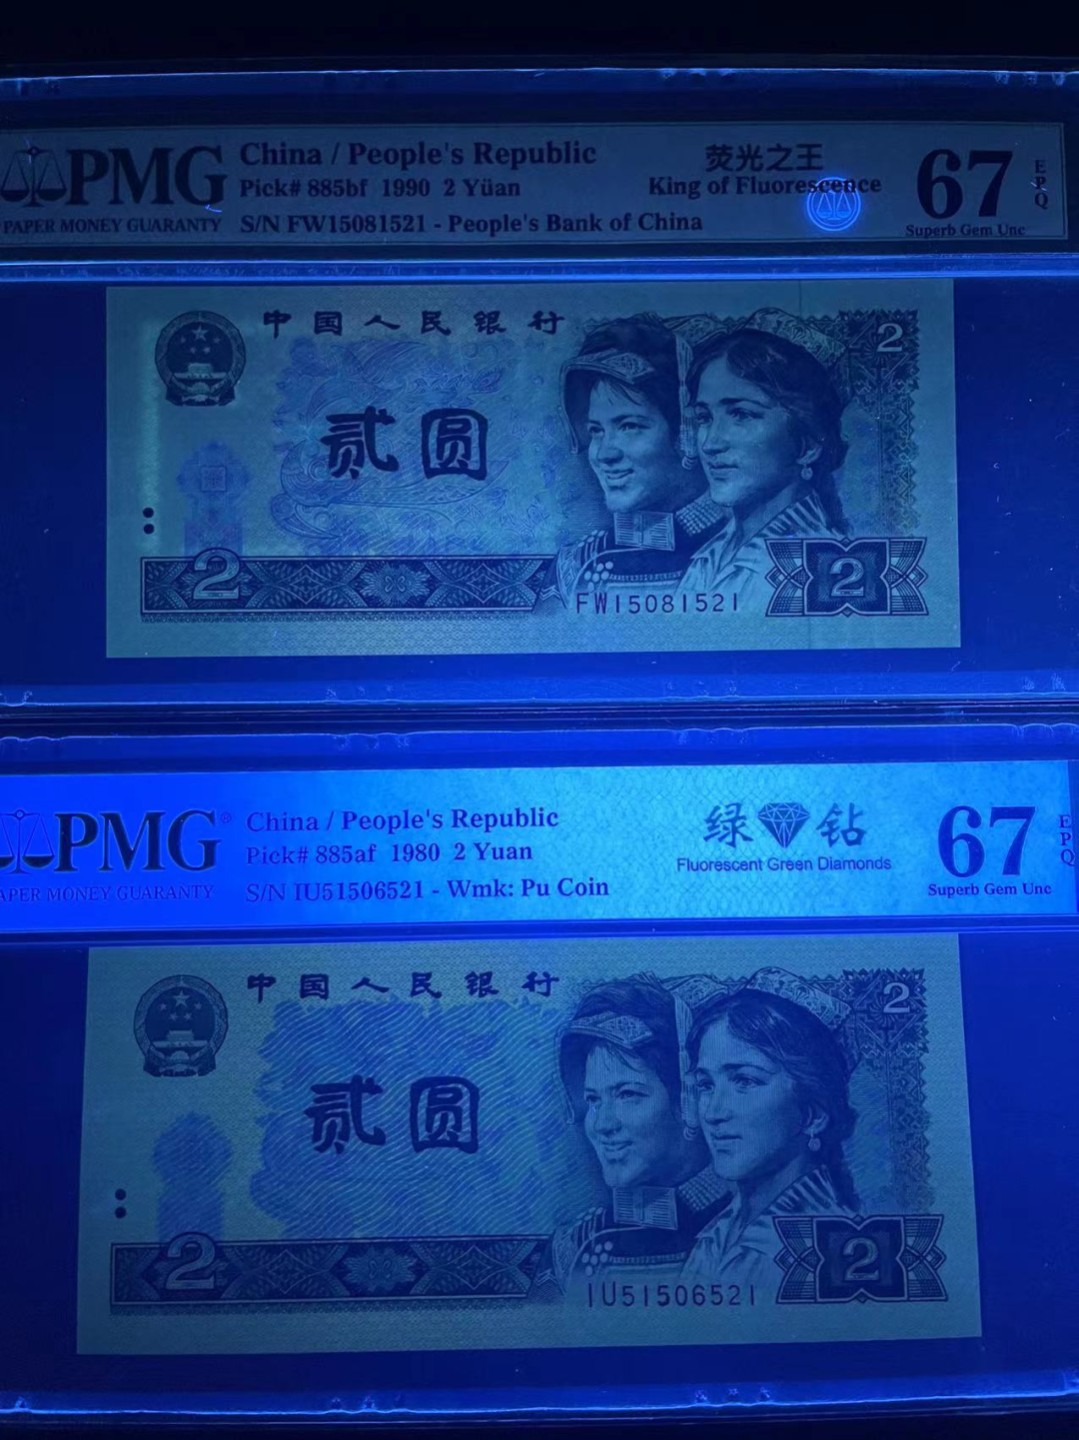 PMG
PAPER MONEY GUARANTY
China / People's Republic
Pick# 885bf 1990 2 Yüan
S/N FW15081521 - People's Bank of China
荧光之王
King of Fluorescence
67
EPQ
Superb Gem Unc
中国人民银行
2
贰圆
2
FW15081521
2
PMG®
APER MONEY GUARANTY
China / People's Republic
Pick# 885af 1980 2 Yuan
S/N IU51506521 - Wmk: Pu Coin
绿钻
Fluorescent Green Diamonds
67
EPQ
Superb Gem Unc
中国人民银行
2
贰圆
2
IU51506521
2